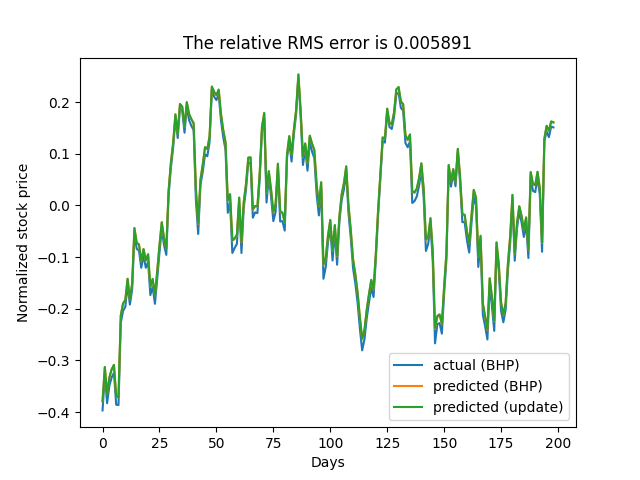 The relative RMS error is 0.005891
Normalized stock price
0.2
0.1
0.0
−0.1
−0.2
−0.3
−0.4
actual (BHP)
predicted (BHP)
predicted (update)
0 25 50 75 100 125 150 175 200
Days